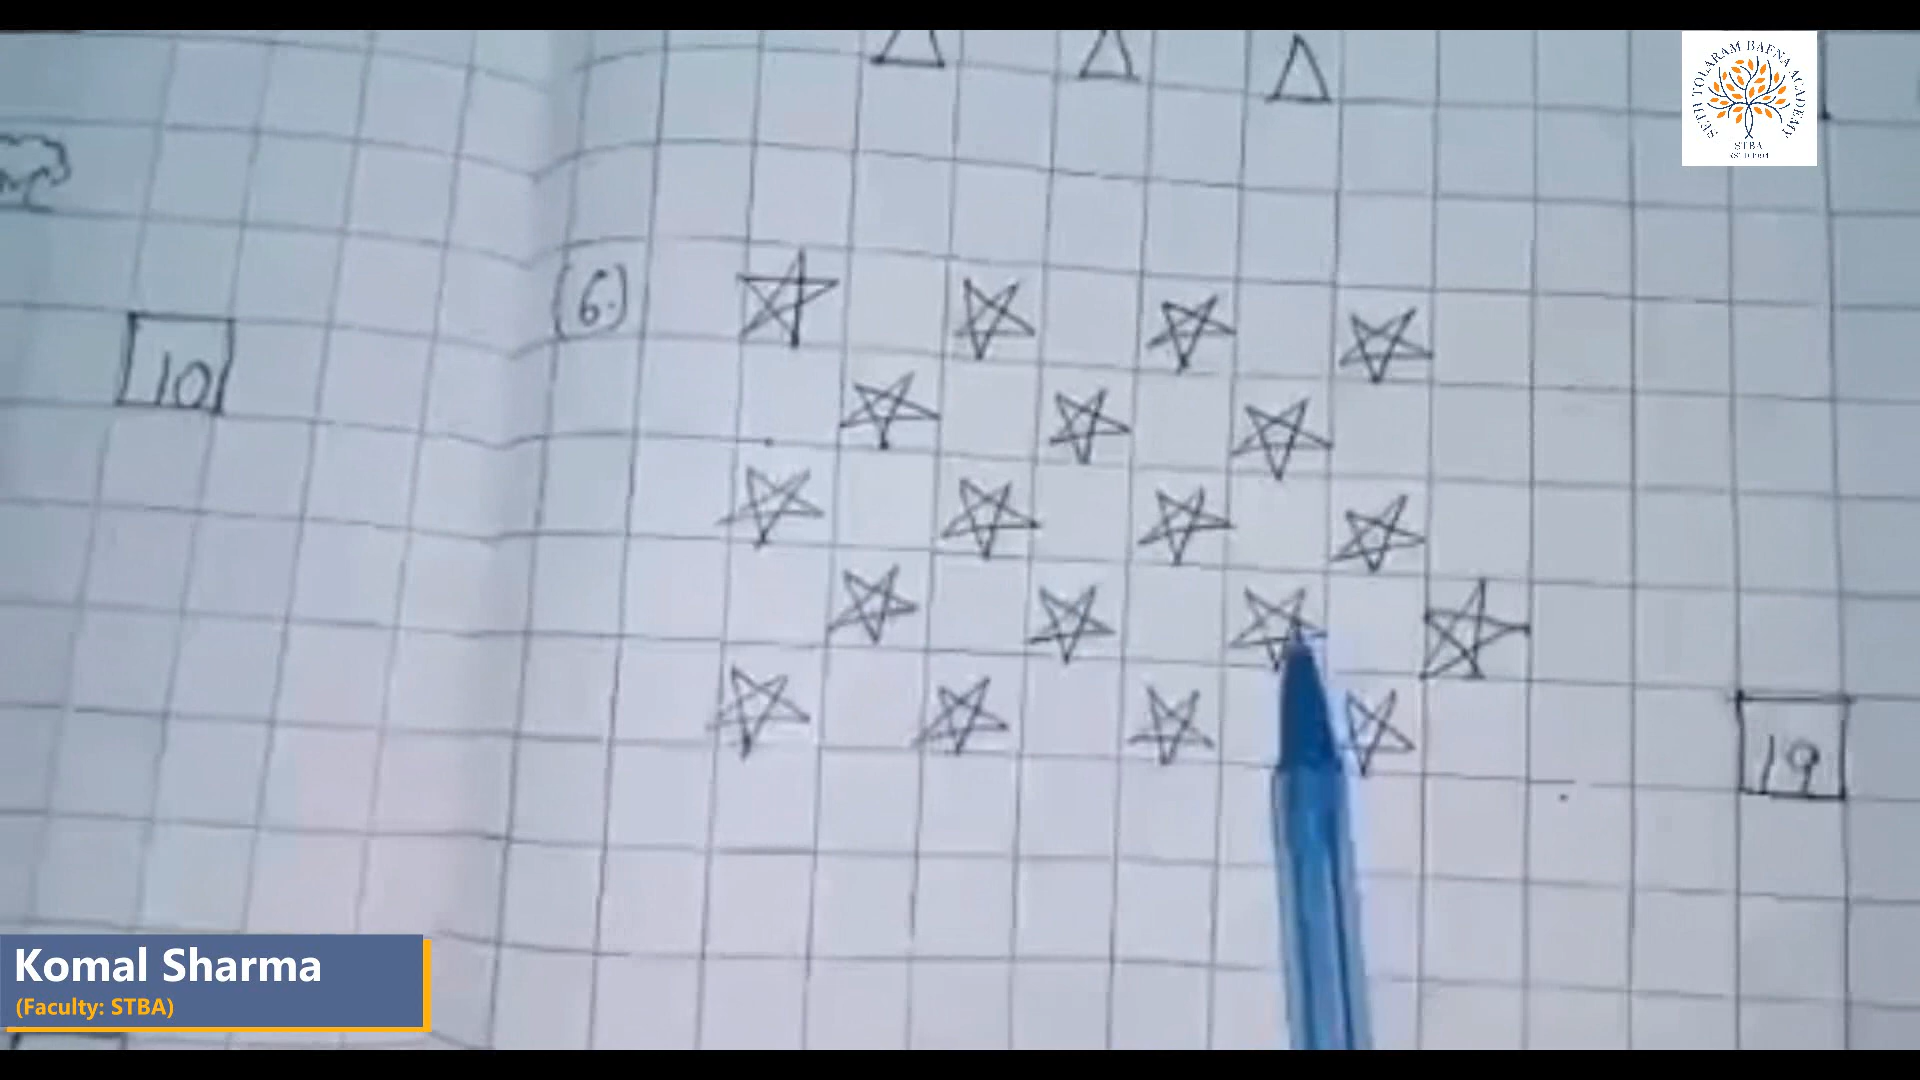 SETH TOLARAM BAFNA ACADEMY
STBA
(6.)
10
19
Komal Sharma
(Faculty: STBA)